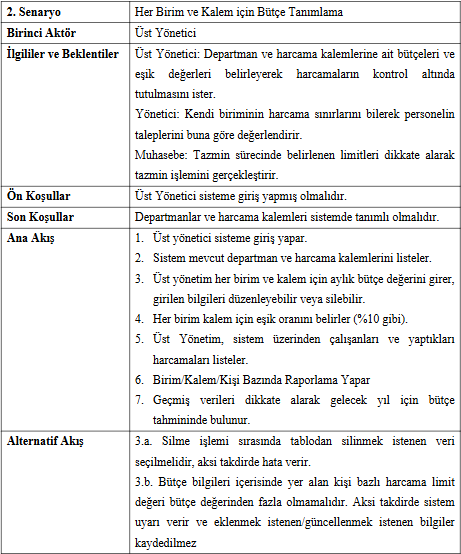 2. Senaryo
Her Birim ve Kalem için Bütçe Tanımlama
Birinci Aktör
Üst Yönetici
İlgililer ve Beklentiler
Üst Yönetici: Departman ve harcama kalemlerine ait bütçeleri ve
eşik değerleri belirleyerek harcamaların kontrol altında
tutulmasını ister.
Yönetici: Kendi biriminin harcama sınırlarını bilerek personelin
taleplerini buna göre değerlendirir.
Muhasebe: Tazmin sürecinde belirlenen limitleri dikkate alarak
tazmin işlemini gerçekleştirir.
Ön Koşullar
Üst Yönetici sisteme giriş yapmış olmalıdır.
Son Koşullar
Departmanlar ve harcama kalemleri sistemde tanımlı olmalıdır.
Ana Akış
1. Üst yönetici sisteme giriş yapar.
2. Sistem mevcut departman ve harcama kalemlerini listeler.
3. Üst yönetim her birim ve kalem için aylık bütçe değerini girer,
girilen bilgileri düzenleyebilir veya silebilir.
4. Her birim kalem için eşik oranını belirler (%10 gibi).
5. Üst Yönetim, sistem üzerinden çalışanları ve yaptıkları
harcamaları listeler.
6. Birim/Kalem/Kişi Bazında Raporlama Yapar
7. Geçmiş verileri dikkate alarak gelecek yıl için bütçe
tahmininde bulunur.
Alternatif Akış
3.a. Silme işlemi sırasında tablodan silinmek istenen veri
seçilmelidir, aksi takdirde hata verir.
3.b. Bütçe bilgileri içerisinde yer alan kişi bazlı harcama limit
değeri bütçe değerinden fazla olmamalıdır. Aksi takdirde sistem
uyarı verir ve eklenmek istenen/güncellenmek istenen bilgiler
kaydedilmez